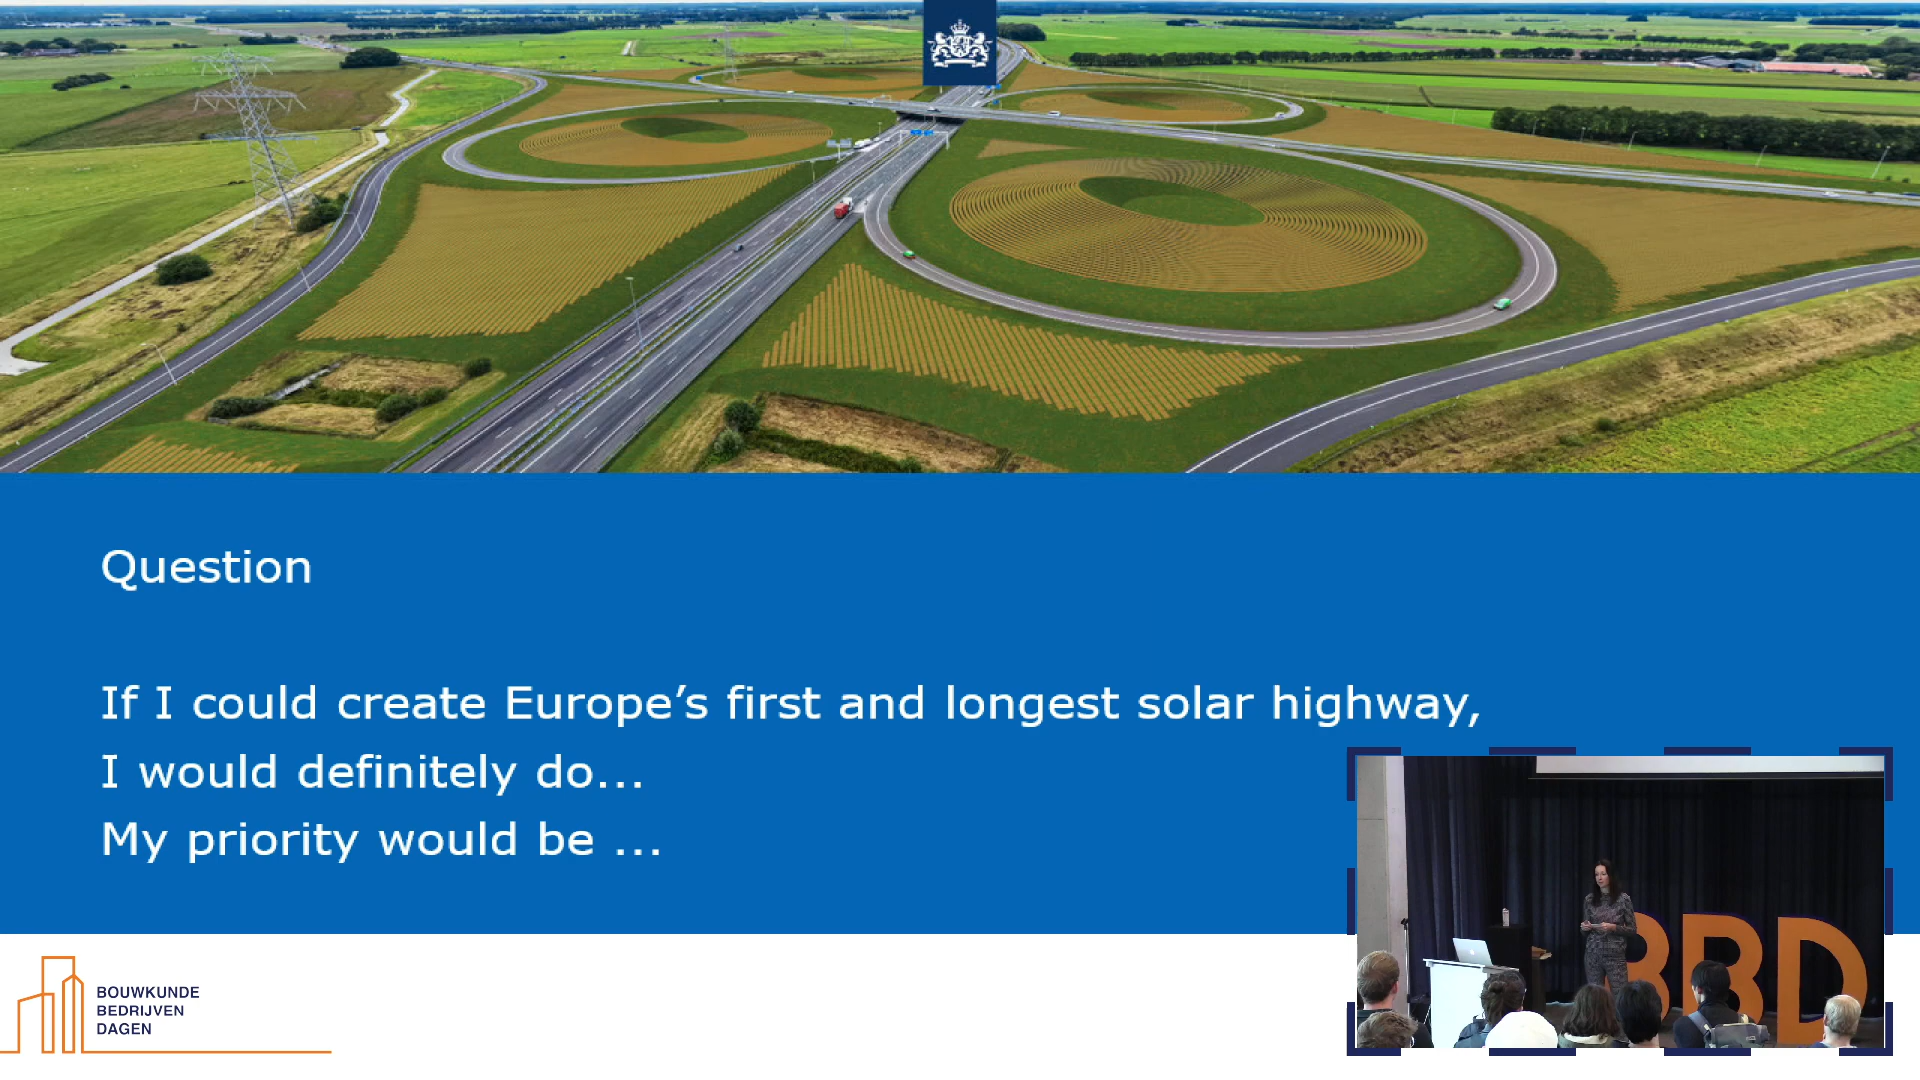 Question
If I could create Europe’s first and longest solar highway,
I would definitely do...
My priority would be ...
BOUWKUNDE
BEDRIJVEN
DAGEN
BBD